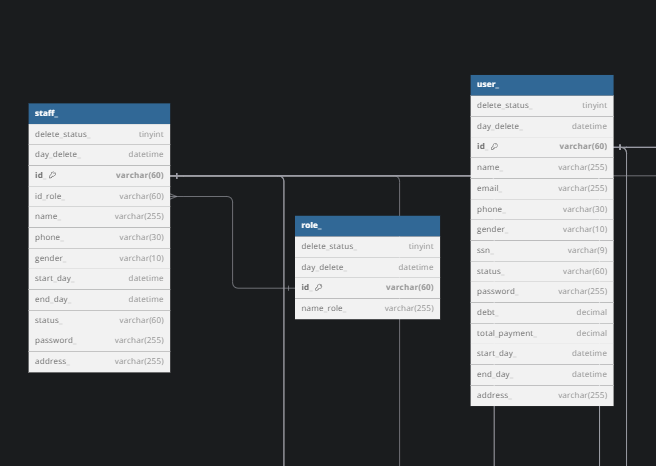 staff_
delete_status_ tinyint
day_delete_ datetime
id_ varchar(60)
id_role_ varchar(60)
name_ varchar(255)
phone_ varchar(30)
gender_ varchar(10)
start_day_ datetime
end_day_ datetime
status_ varchar(60)
password_ varchar(255)
address_ varchar(255)
role_
delete_status_ tinyint
day_delete_ datetime
id_ varchar(60)
name_role_ varchar(255)
user_
delete_status_ tinyint
day_delete_ datetime
id_ varchar(60)
name_ varchar(255)
email_ varchar(255)
phone_ varchar(30)
gender_ varchar(10)
ssn_ varchar(9)
status_ varchar(60)
password_ varchar(255)
debt_ decimal
total_payment_ decimal
start_day_ datetime
end_day_ datetime
address_ varchar(255)